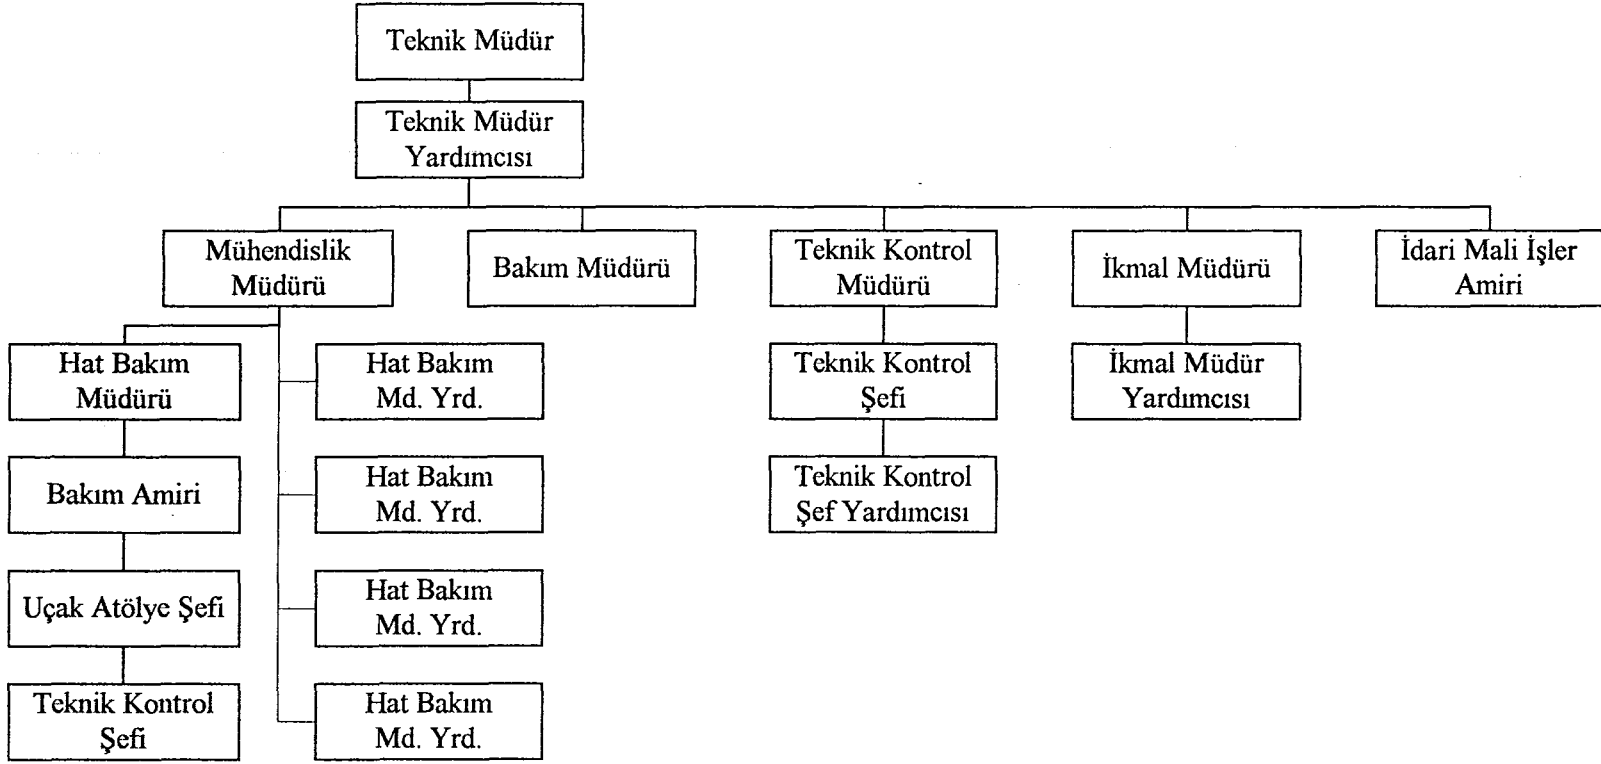 Teknik Müdür
Teknik Müdür
Yardımcısı
Mühendislik
Müdürü
Bakım Müdürü
Teknik Kontrol
Müdürü
İkmal Müdürü
İdari Mali İşler
Amiri
Hat Bakım
Müdürü
Hat Bakım
Md. Yrd.
Teknik Kontrol
Şefi
İkmal Müdür
Yardımcısı
Bakım Amiri
Hat Bakım
Md. Yrd.
Teknik Kontrol
Şef Yardımcısı
Uçak Atölye Şefi
Hat Bakım
Md. Yrd.
Teknik Kontrol
Şefi
Hat Bakım
Md. Yrd.